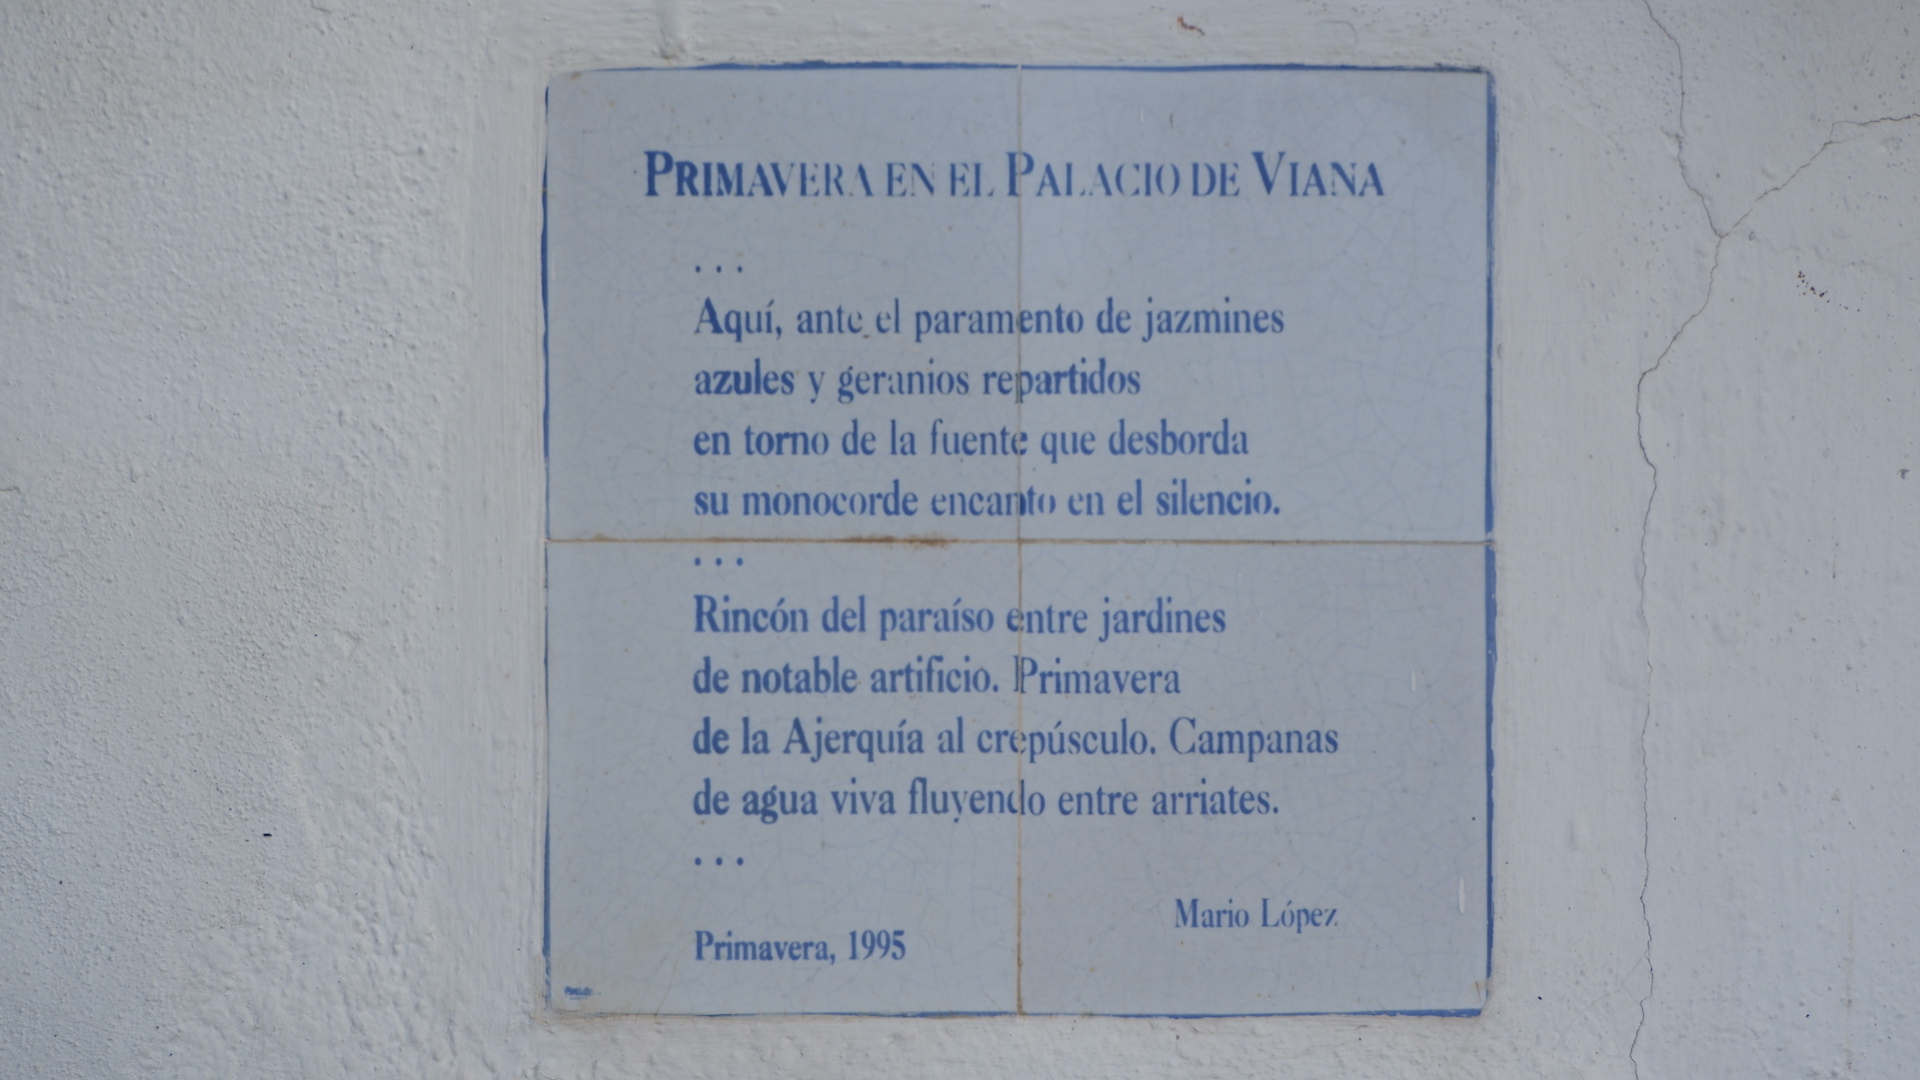 PRIMAVERA EN EL PALACIO DE VIANA
...
Aquí, ante el paramento de jazmines
azules y geranios repartidos
en torno de la fuente que desborda
su monocorde encanto en el silencio.
...
Rincón del paraíso entre jardines
de notable artificio. Primavera
de la Ajerquía al crepúsculo. Campanas
de agua viva fluyendo entre arriates.
...
Mario López
Primavera, 1995